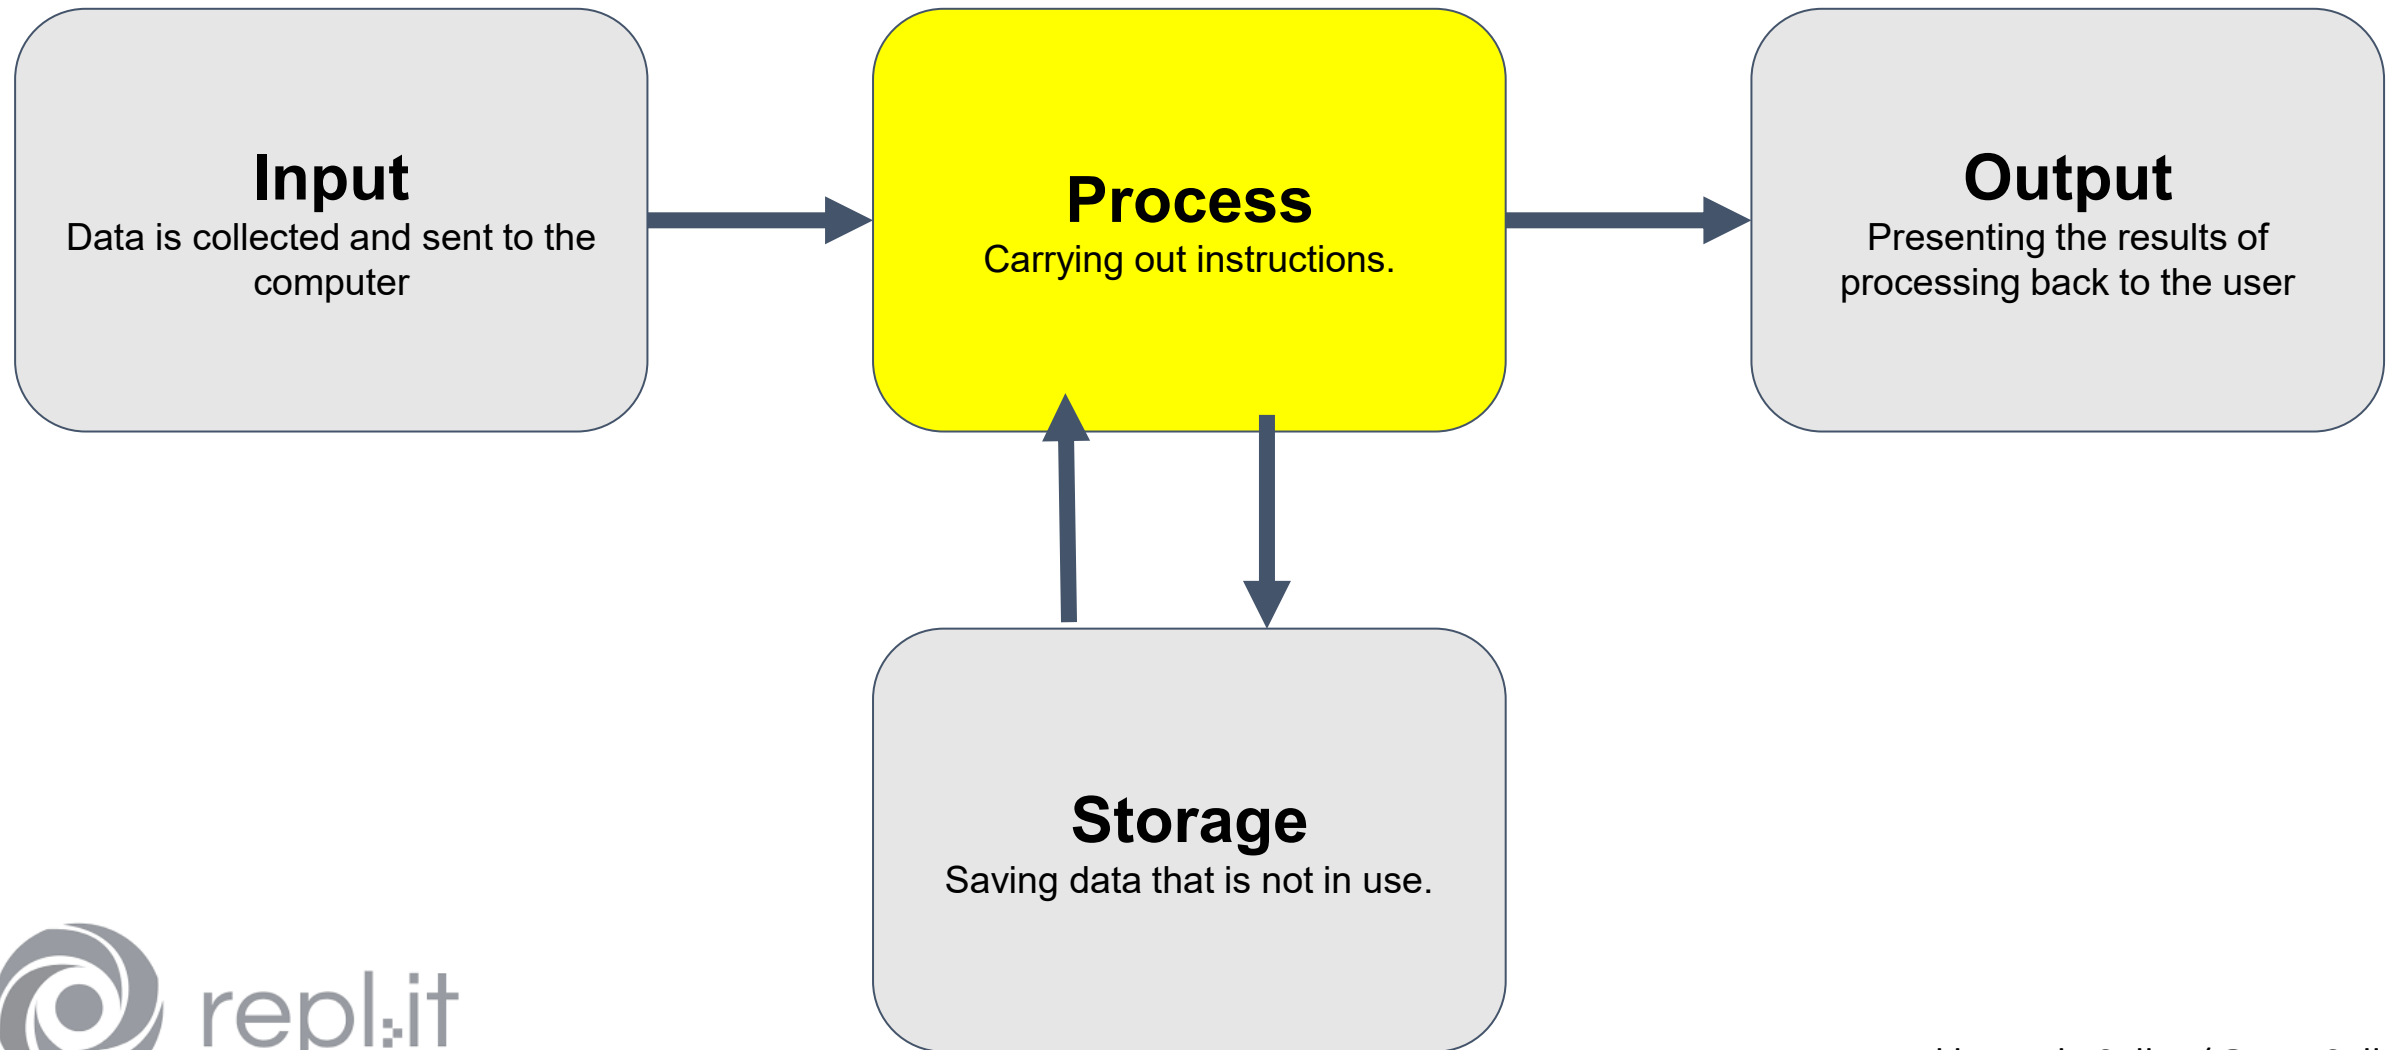 Input
Data is collected and sent to the
computer
Process
Carrying out instructions.
Output
Presenting the results of
processing back to the user
Storage
Saving data that is not in use.
repl.it